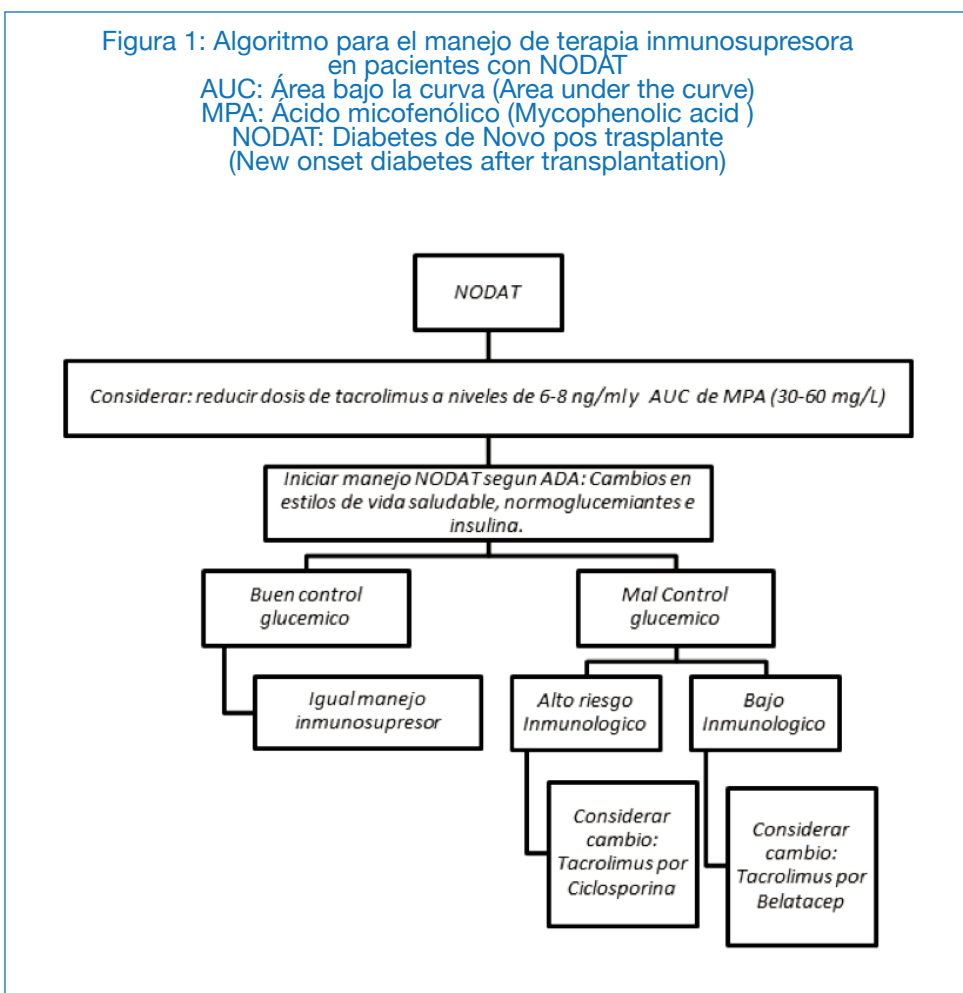 Figura 1: Algoritmo para el manejo de terapia inmunosupresora
en pacientes con NODAT
AUC: Área bajo la curva (Area under the curve)
MPA: Ácido micofenólico (Mycophenolic acid )
NODAT: Diabetes de Novo pos trasplante
(New onset diabetes after transplantation)
NODAT
Considerar: reducir dosis de tacrolimus a niveles de 6-8 ng/ml y AUC de MPA (30-60 mg/L)
Iniciar manejo NODAT segun ADA: Cambios en
estilos de vida saludable, normoglucemiantes e
insulina.
Buen control
glucemico
Igual manejo
inmunosupresor
Mal Control
glucemico
Alto riesgo
Inmunologico
Considerar
cambio:
Tacrolimus por
Ciclosporina
Bajo
Inmunologico
Considerar
cambio:
Tacrolimus por
Belatacep